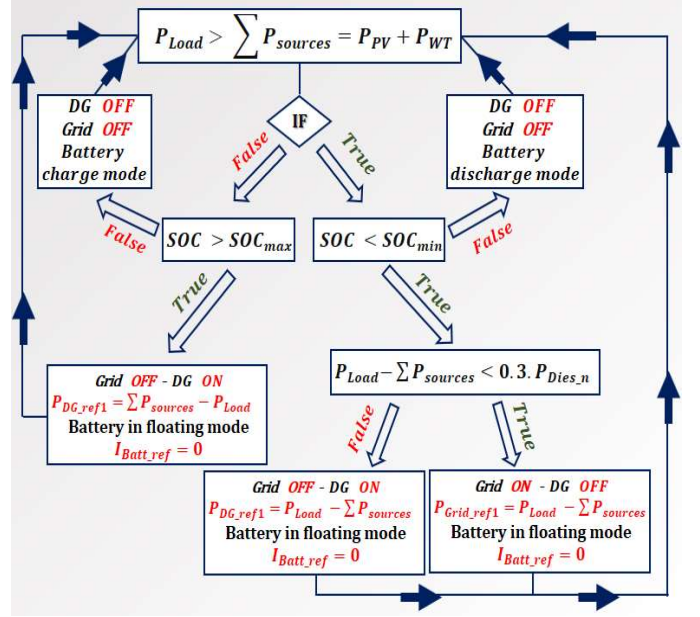 P_Load > ∑ P_sources = P_PV + P_WT
IF
DG OFF
Grid OFF
Battery
charge mode
DG OFF
Grid OFF
Battery
discharge mode
False
True
False
SOC > SOC_max
SOC < SOC_min
False
True
True
P_Load − ∑ P_sources < 0.3. P_Dies_n
Grid OFF - DG ON
P_DG_ref1 = ∑ P_sources − P_Load
Battery in floating mode
I_Batt_ref = 0
False
True
Grid OFF - DG ON
P_DG_ref1 = P_Load − ∑ P_sources
Battery in floating mode
I_Batt_ref = 0
Grid ON - DG OFF
P_Grid_ref1 = P_Load − ∑ P_sources
Battery in floating mode
I_Batt_ref = 0